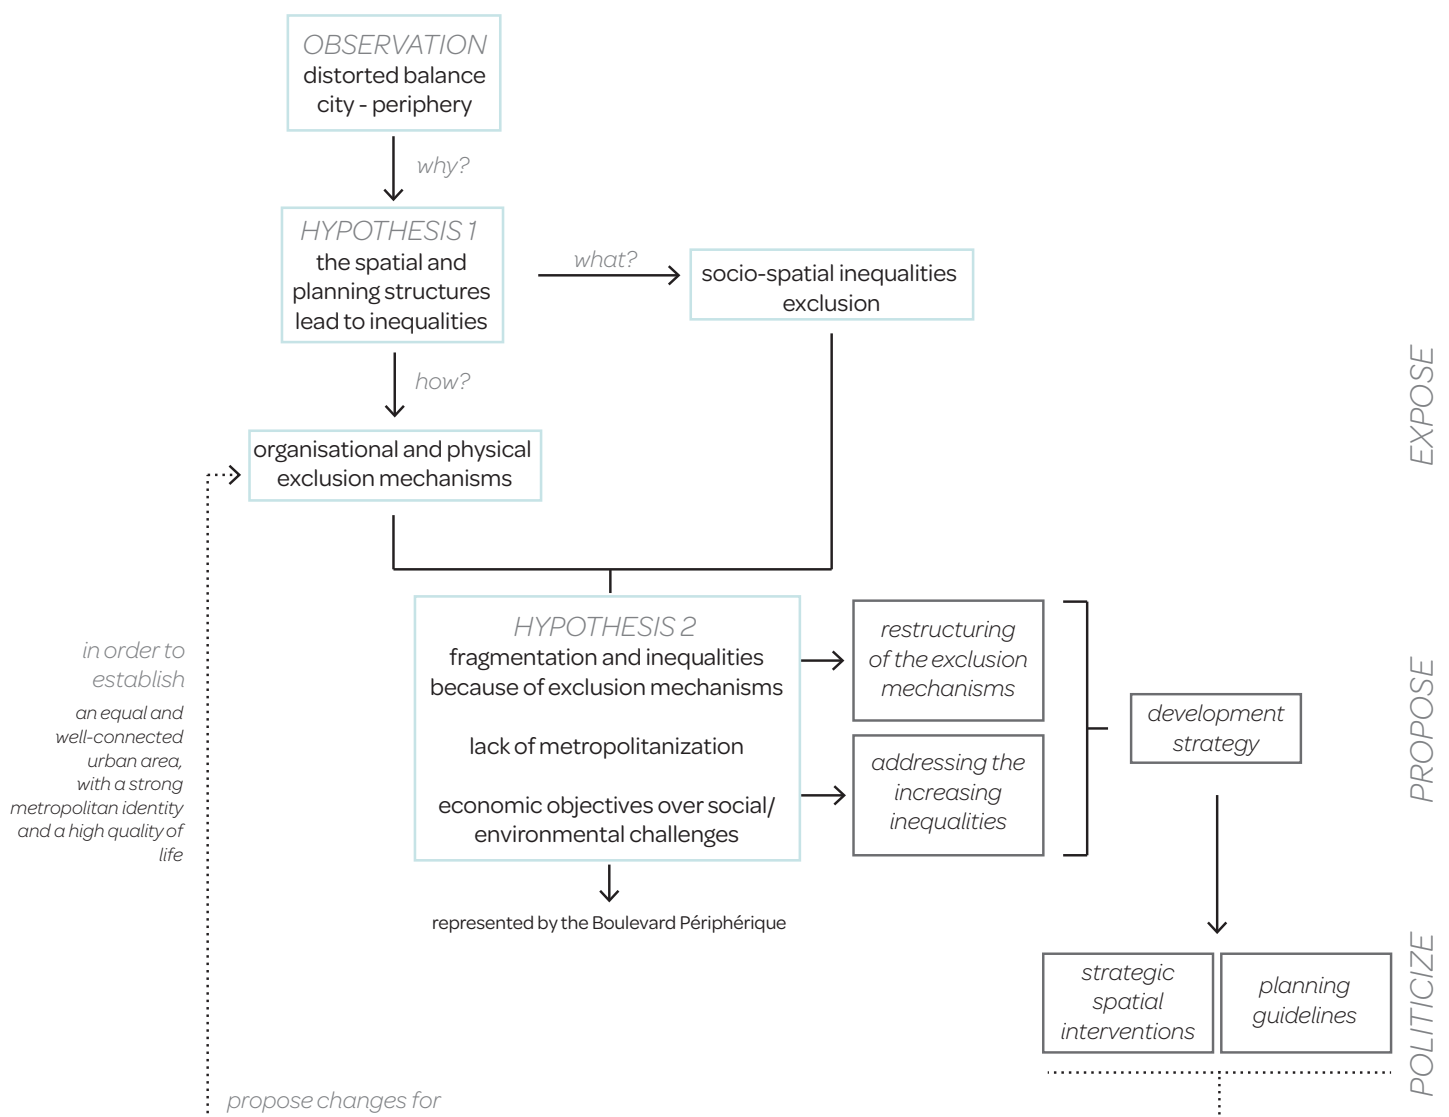 OBSERVATION
distorted balance
city - periphery
why?
HYPOTHESIS 1
the spatial and
planning structures
lead to inequalities
what?
socio-spatial inequalities
exclusion
how?
organisational and physical
exclusion mechanisms
EXPOSE
HYPOTHESIS 2
fragmentation and inequalities
because of exclusion mechanisms
lack of metropolitanization
economic objectives over social/
environmental challenges
represented by the Boulevard Périphérique
restructuring
of the exclusion
mechanisms
addressing the
increasing
inequalities
development
strategy
PROPOSE
in order to
establish
an equal and
well-connected
urban area,
with a strong
metropolitan identity
and a high quality of
life
strategic
spatial
interventions
planning
guidelines
POLITICIZE
propose changes for